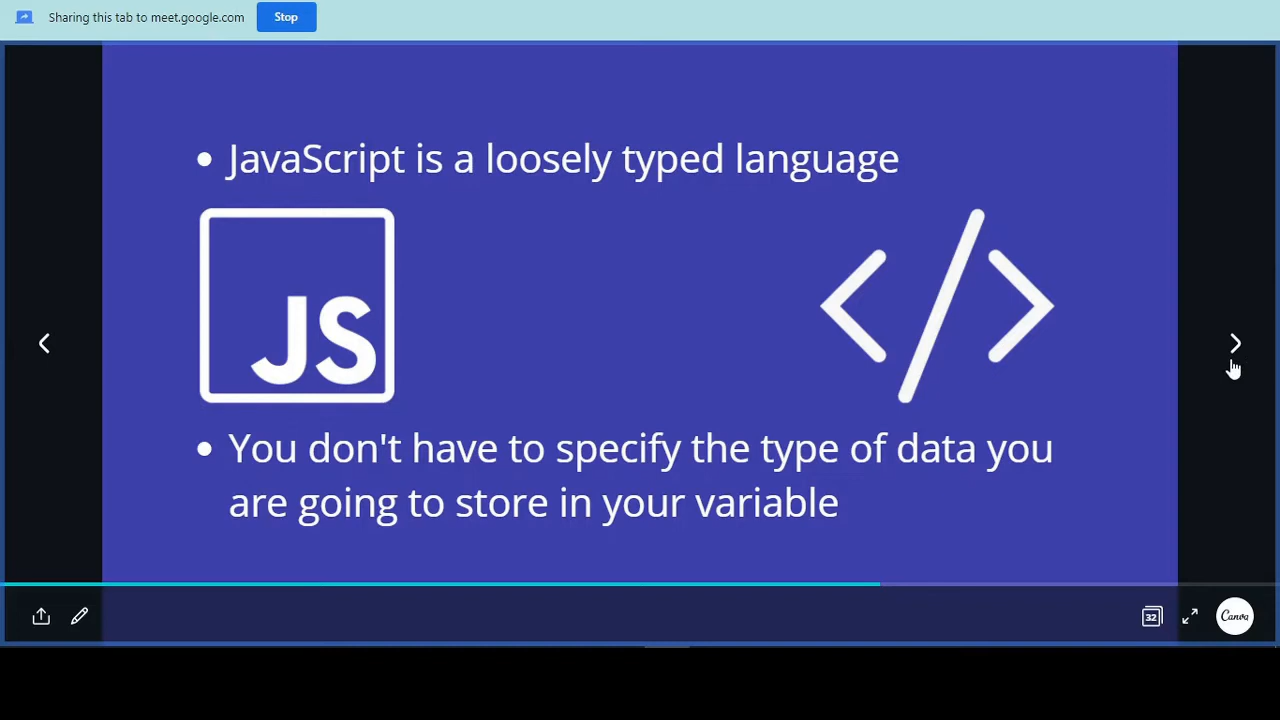 Sharing this tab to meet.google.com
Stop
• JavaScript is a loosely typed language
JS
</>
• You don't have to specify the type of data you
are going to store in your variable
32
Canva